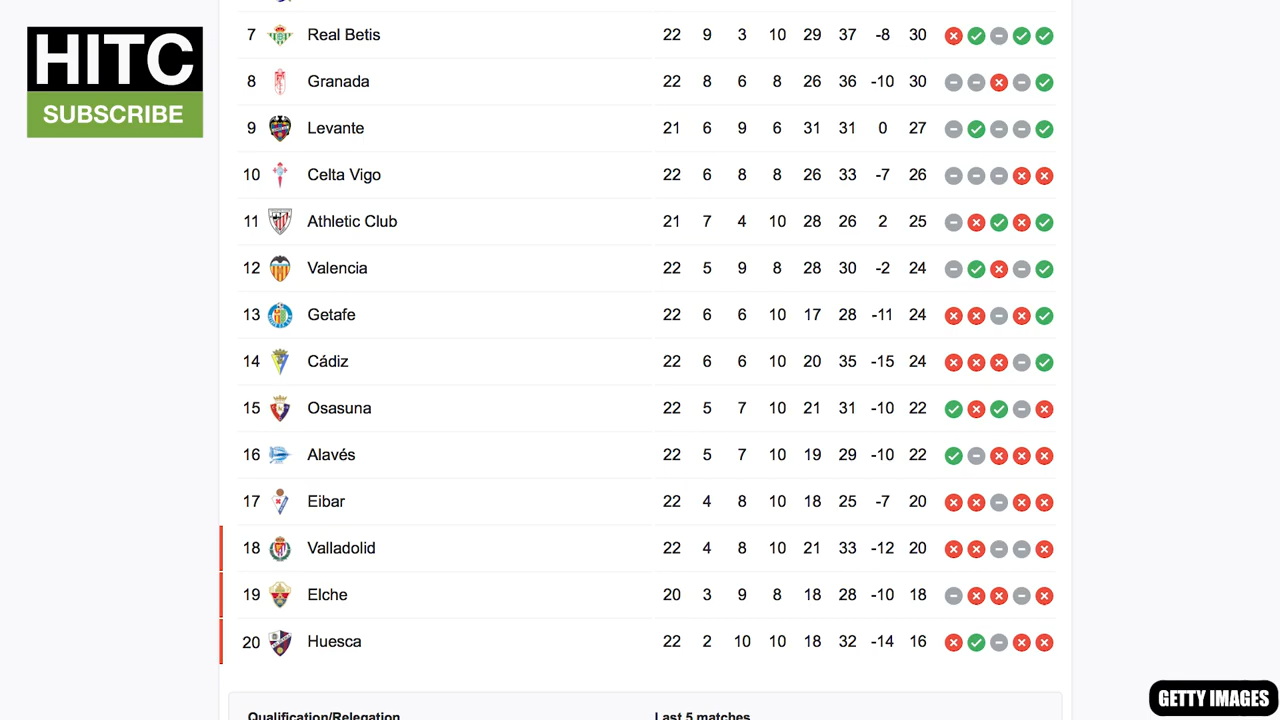 HITC
SUBSCRIBE
7 Real Betis 22 9 3 10 29 37 -8 30
8 Granada 22 8 6 8 26 36 -10 30
9 Levante 21 6 9 6 31 31 0 27
10 Celta Vigo 22 6 8 8 26 33 -7 26
11 Athletic Club 21 7 4 10 28 26 2 25
12 Valencia 22 5 9 8 28 30 -2 24
13 Getafe 22 6 6 10 17 28 -11 24
14 Cádiz 22 6 6 10 20 35 -15 24
15 Osasuna 22 5 7 10 21 31 -10 22
16 Alavés 22 5 7 10 19 29 -10 22
17 Eibar 22 4 8 10 18 25 -7 20
18 Valladolid 22 4 8 10 21 33 -12 20
19 Elche 20 3 9 8 18 28 -10 18
20 Huesca 22 2 10 10 18 32 -14 16
Qualification/Relegation Last 5 matches
GETTY IMAGES